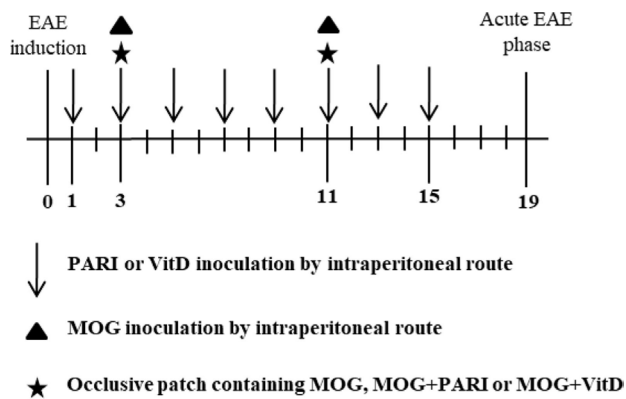 EAE
induction
Acute EAE
phase
0 1 3 11 15 19
PARI or VitD inoculation by intraperitoneal route
MOG inoculation by intraperitoneal route
Occlusive patch containing MOG, MOG+PARI or MOG+VitD